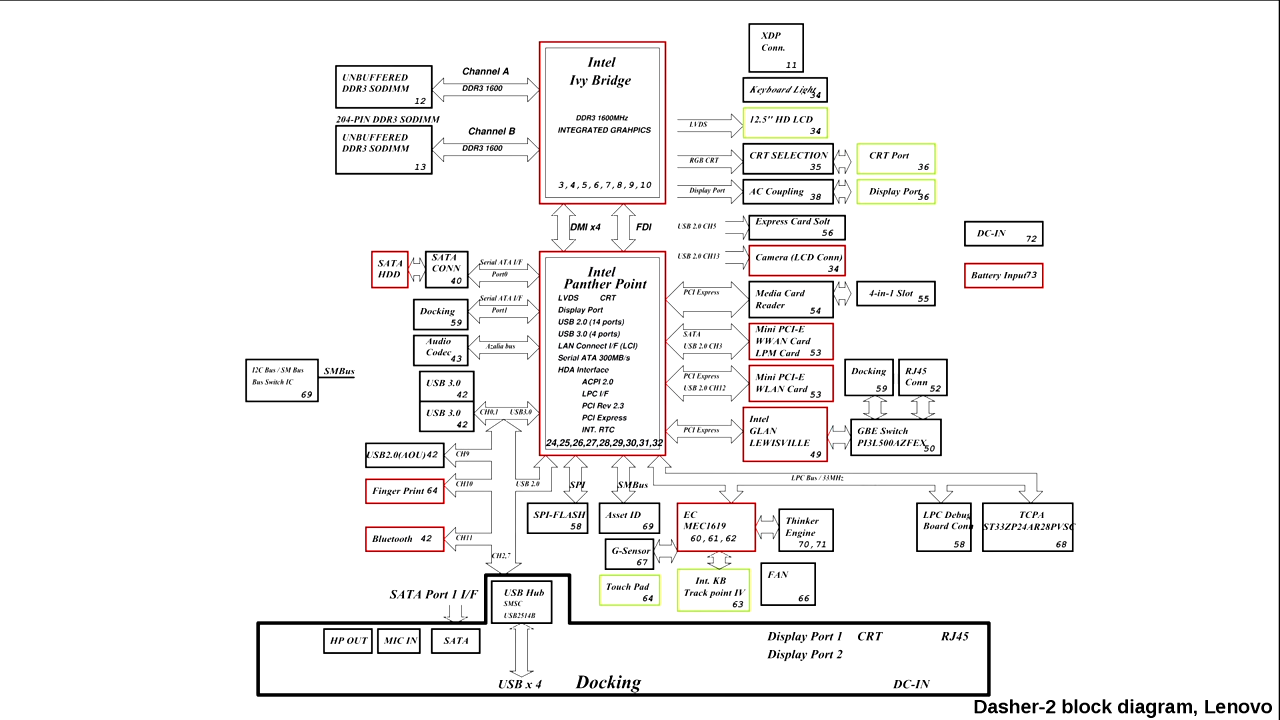 XDP
Conn.
11
Intel
Ivy Bridge
DDR3 1600MHz
INTEGRATED GRAHPICS
3,4,5,6,7,8,9,10
UNBUFFERED
DDR3 SODIMM
12
Channel A
DDR3 1600
204-PIN DDR3 SODIMM
UNBUFFERED
DDR3 SODIMM
13
Channel B
DDR3 1600
Keyboard Light
34
LVDS
12.5" HD LCD
34
RGB CRT
CRT SELECTION
35
CRT Port
36
Display Port
AC Coupling
38
Display Port
36
DMI x4
FDI
USB 2.0 CH5
Express Card Solt
56
USB 2.0 CH13
Camera (LCD Conn)
34
DC-IN
72
Battery Input
73
SATA
HDD
SATA
CONN
40
Serial ATA I/F
Port0
Docking
59
Serial ATA I/F
Port1
Audio
Codec
43
Azalia bus
Intel
Panther Point
LVDS CRT
Display Port
USB 2.0 (14 ports)
USB 3.0 (4 ports)
LAN Connect I/F (LCI)
Serial ATA 300MB/s
HDA Interface
ACPI 2.0
LPC I/F
PCI Rev 2.3
PCI Express
INT. RTC
24,25,26,27,28,29,30,31,32
PCI Express
Media Card
Reader
54
4-in-1 Slot
55
SATA
USB 2.0 CH3
Mini PCI-E
WWAN Card
LPM Card 53
PCI Express
USB 2.0 CH12
Mini PCI-E
WLAN Card
53
Docking
59
RJ45
Conn
52
PCI Express
Intel
GLAN
LEWISVILLE
49
GBE Switch
PI3L500AZFEX
50
I2C Bus / SM Bus
Bus Switch IC
69
SMBus
USB 3.0
42
USB 3.0
42
CH0,1 USB3.0
USB2.0(AOU)
42
CH9
Finger Print
64
CH10
Bluetooth
42
CH11
CH2,7
USB 2.0
SPI
SMBus
LPC Bus / 33MHz
SPI-FLASH
58
Asset ID
69
EC
MEC1619
60,61,62
Thinker
Engine
70,71
LPC Debug
Board Conn
58
TCPA
ST33ZP24AR28PVSC
68
G-Sensor
67
Touch Pad
64
Int. KB
Track point IV
63
FAN
66
SATA Port 1 I/F
USB Hub
SMSC
USB2514B
HP OUT
MIC IN
SATA
USB x 4
Docking
Display Port 1
CRT
RJ45
Display Port 2
DC-IN
Dasher-2 block diagram, Lenovo